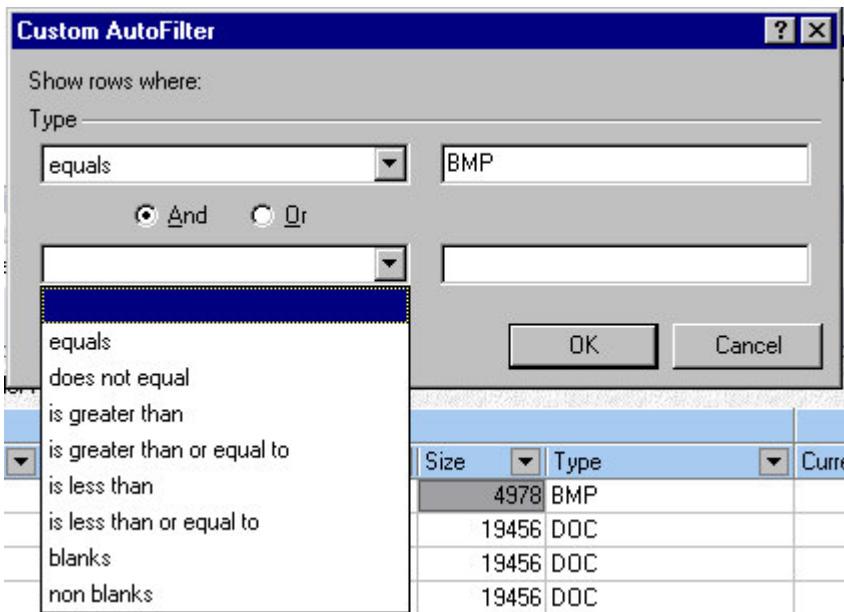 Custom AutoFilter
Show rows where:
Type
equals BMP
And Or
OK Cancel
equals
does not equal
is greater than
is greater than or equal to
is less than
is less than or equal to
blanks
non blanks
Size Type
4978 BMP
19456 DOC
19456 DOC
19456 DOC